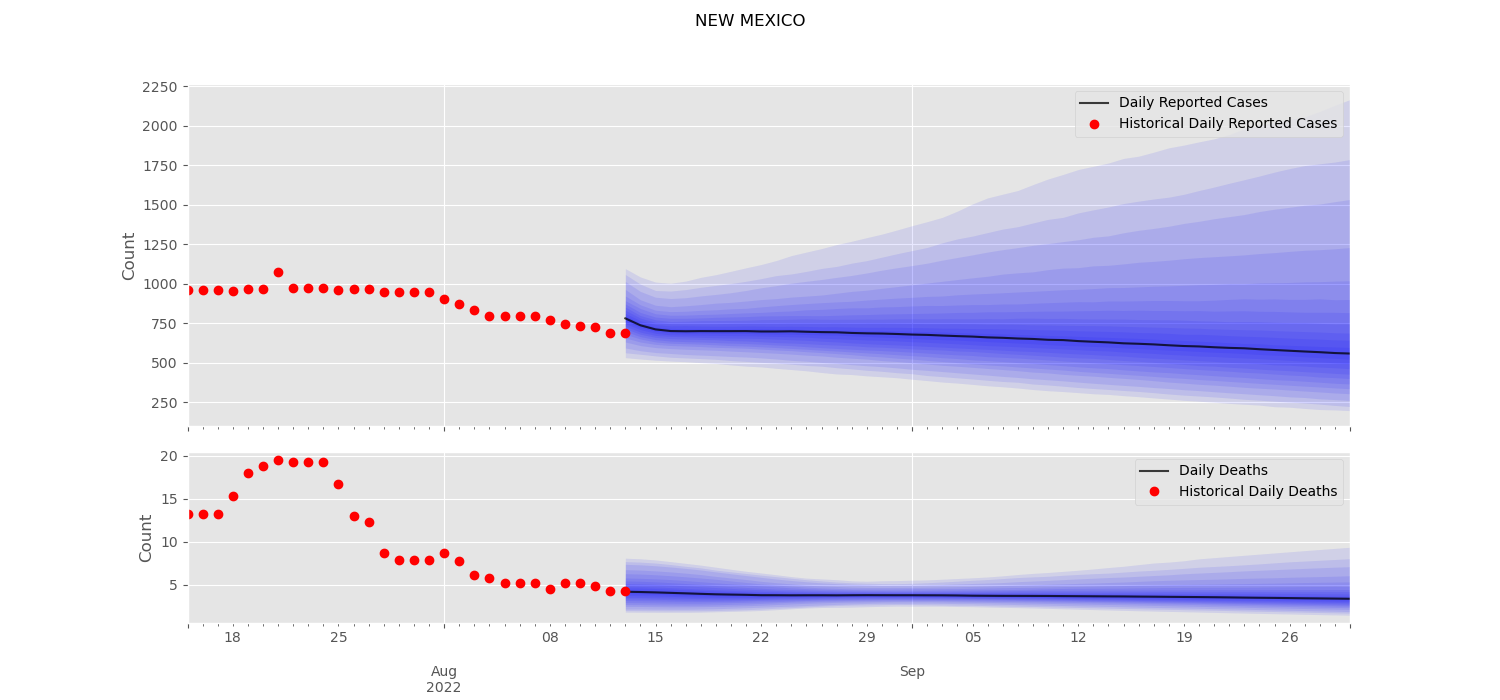 NEW MEXICO
2250
2000
1750
1500
1250
1000
750
500
250
Count
Daily Reported Cases
Historical Daily Reported Cases
20
15
10
5
Count
Daily Deaths
Historical Daily Deaths
18 25 08 15 22 29 05 12 19 26
Aug Sep
2022